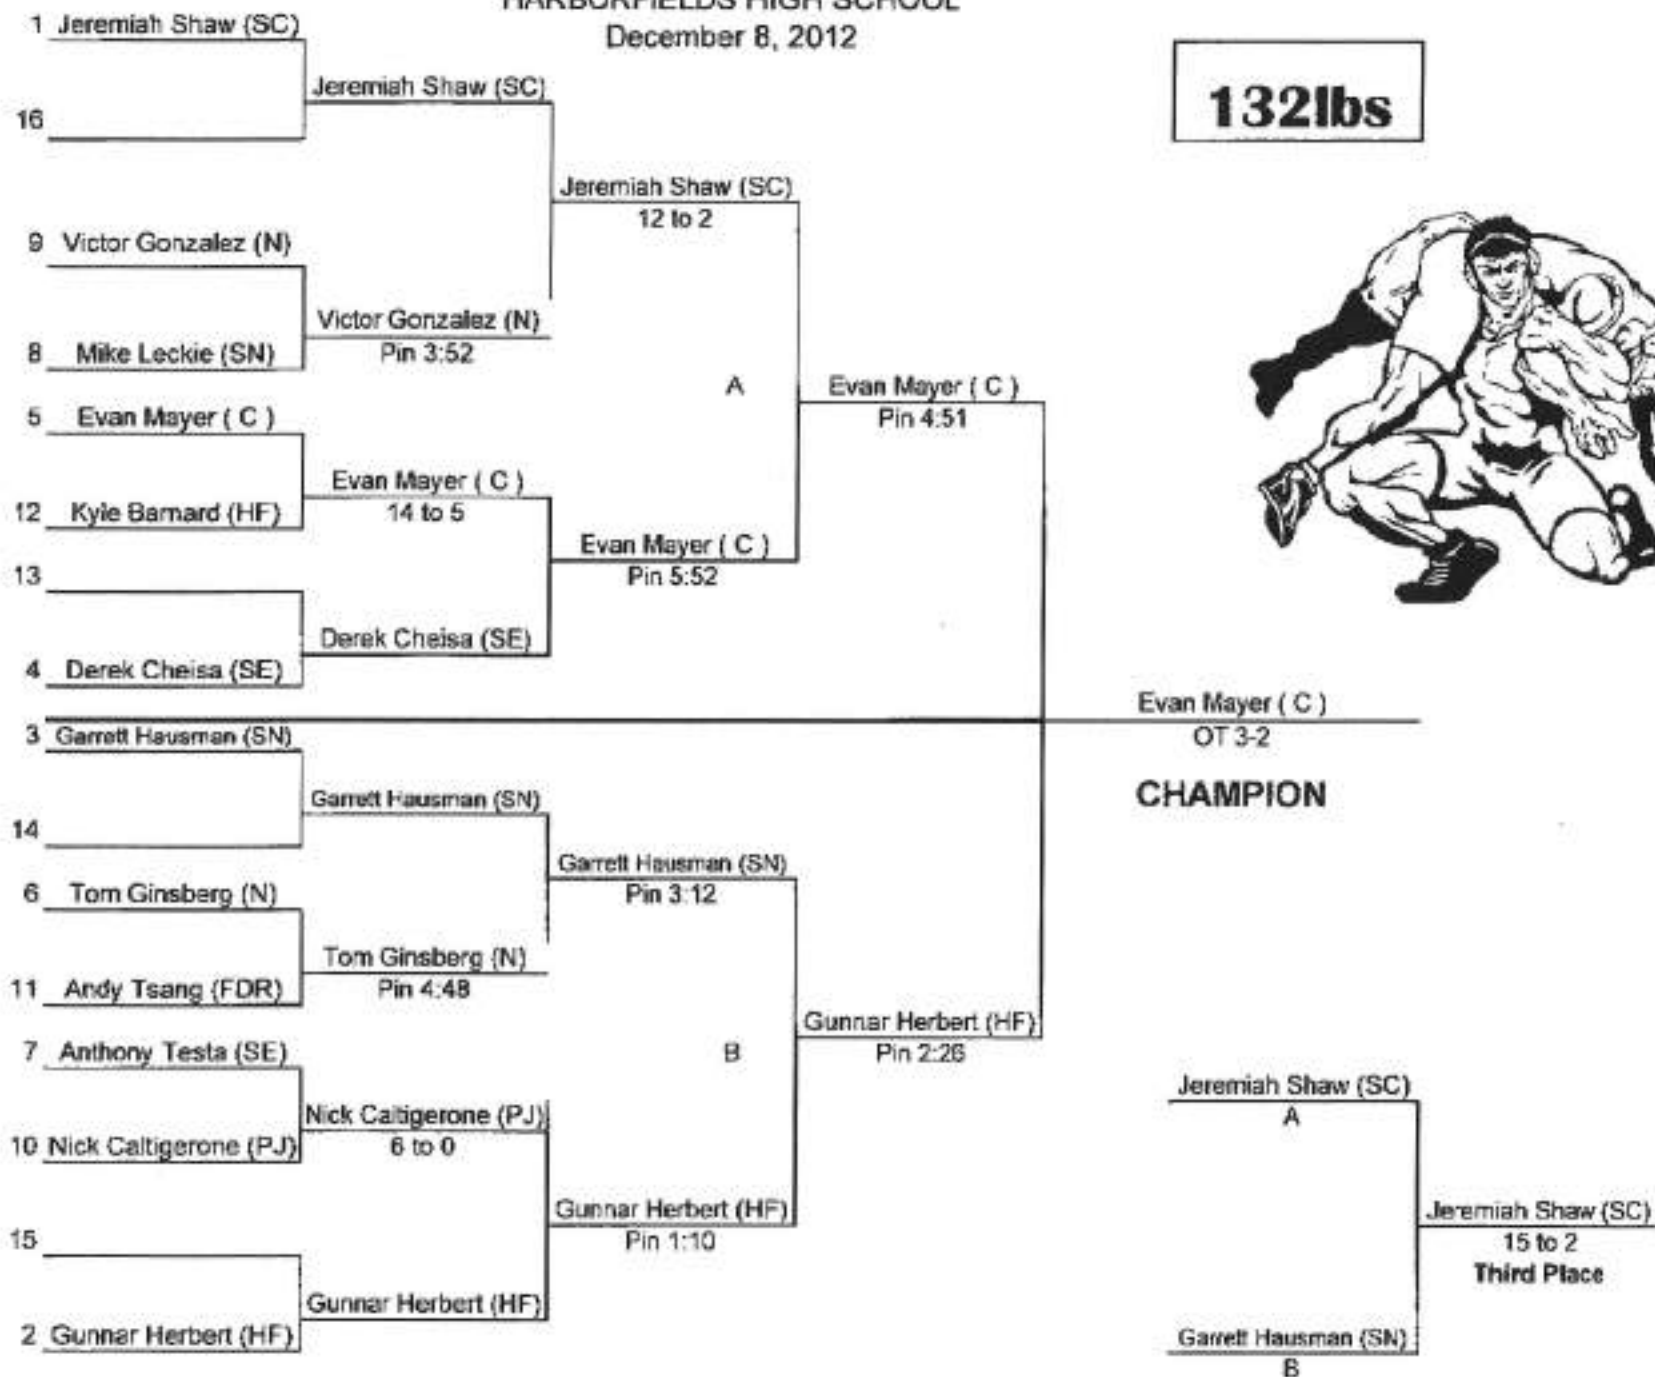 HARBORFIELDS HIGH SCHOOL
December 8, 2012
132lbs
1 Jeremiah Shaw (SC)
Jeremiah Shaw (SC)
16
Jeremiah Shaw (SC)
12 to 2
9 Victor Gonzalez (N)
Victor Gonzalez (N)
Pin 3:52
8 Mike Leckie (SN)
A
Evan Mayer ( C )
Pin 4:51
5 Evan Mayer ( C )
Evan Mayer ( C )
14 to 5
12 Kyle Barnard (HF)
Evan Mayer ( C )
Pin 5:52
13
Derek Cheisa (SE)
4 Derek Cheisa (SE)
Evan Mayer ( C )
OT 3-2
CHAMPION
3 Garrett Hausman (SN)
Garrett Hausman (SN)
14
Garrett Hausman (SN)
Pin 3:12
6 Tom Ginsberg (N)
Tom Ginsberg (N)
Pin 4:48
11 Andy Tsang (FDR)
B
Gunnar Herbert (HF)
Pin 2:26
7 Anthony Testa (SE)
Nick Caltigerone (PJ)
6 to 0
10 Nick Caltigerone (PJ)
Gunnar Herbert (HF)
Pin 1:10
15
Gunnar Herbert (HF)
2 Gunnar Herbert (HF)
Jeremiah Shaw (SC)
A
Jeremiah Shaw (SC)
15 to 2
Third Place
Garrett Hausman (SN)
B